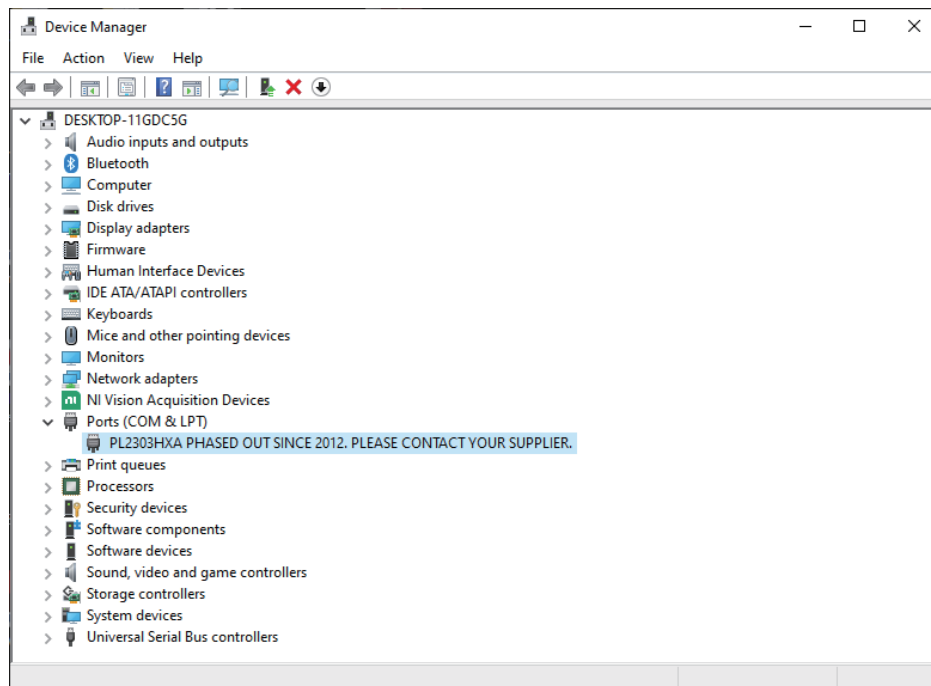 Device Manager
File Action View Help
DESKTOP-11GDC5G
Audio inputs and outputs
Bluetooth
Computer
Disk drives
Display adapters
Firmware
Human Interface Devices
IDE ATA/ATAPI controllers
Keyboards
Mice and other pointing devices
Monitors
Network adapters
NI Vision Acquisition Devices
Ports (COM & LPT)
PL2303HXA PHASED OUT SINCE 2012. PLEASE CONTACT YOUR SUPPLIER.
Print queues
Processors
Security devices
Software components
Software devices
Sound, video and game controllers
Storage controllers
System devices
Universal Serial Bus controllers